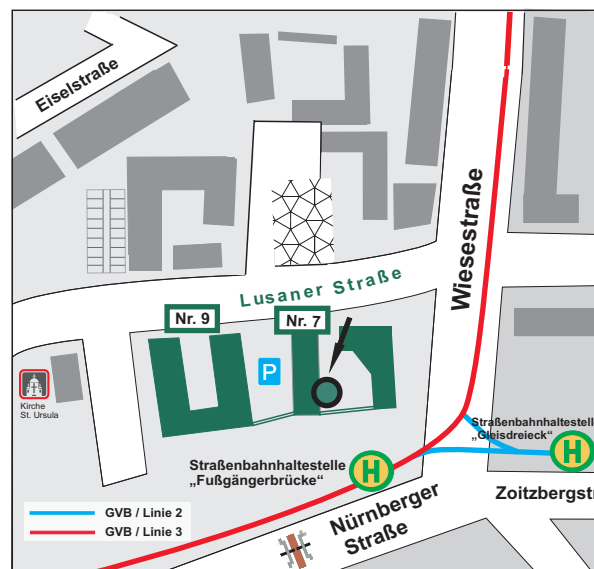 Eiselstraße
Wiesestraße
Lusaner Straße
Nr. 9
Nr. 7
P
Kirche
St. Ursula
Straßenbahnhaltestelle
„Gleisdreieck“
H
Straßenbahnhaltestelle
„Fußgängerbrücke“
H
Zoitzbergstr
Nürnberger
Straße
GVB / Linie 2
GVB / Linie 3